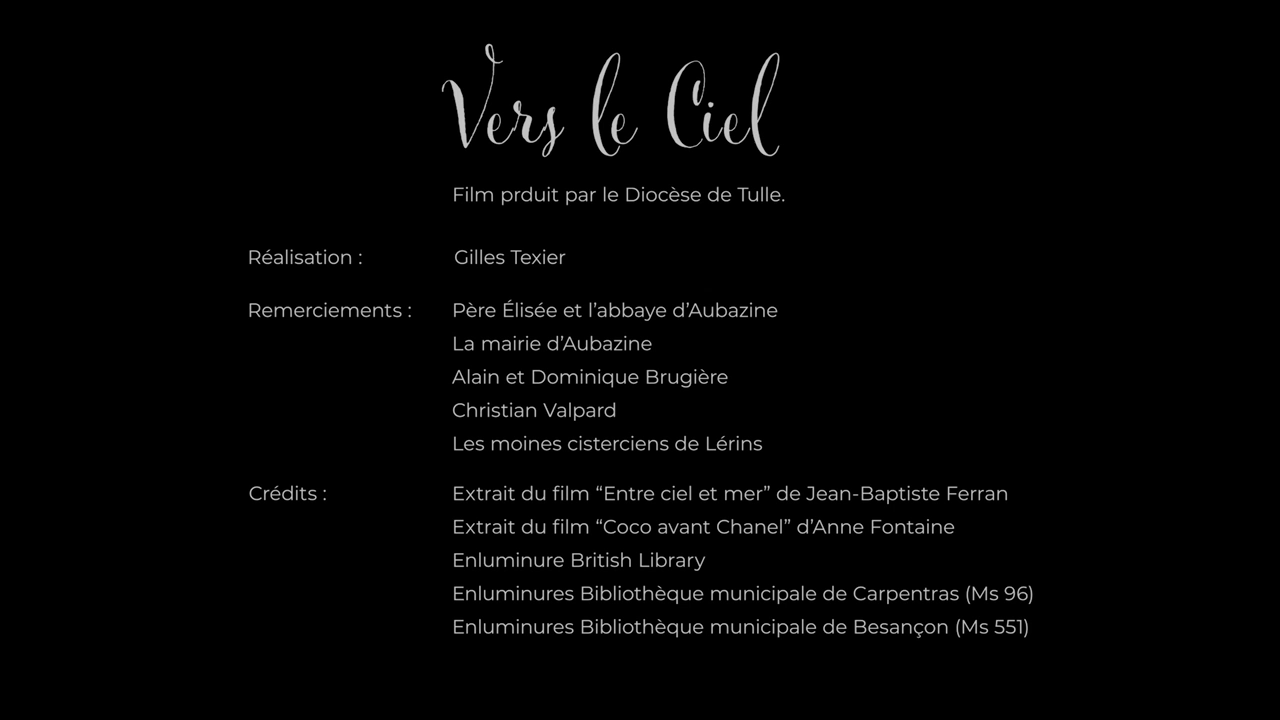 Vers le Ciel
Film prduit par le Diocèse de Tulle.
Réalisation : Gilles Texier
Remerciements : Père Élisée et l’abbaye d’Aubazine
La mairie d’Aubazine
Alain et Dominique Brugière
Christian Valpard
Les moines cisterciens de Lérins
Crédits : Extrait du film “Entre ciel et mer” de Jean-Baptiste Ferran
Extrait du film “Coco avant Chanel” d’Anne Fontaine
Enluminure British Library
Enluminures Bibliothèque municipale de Carpentras (Ms 96)
Enluminures Bibliothèque municipale de Besançon (Ms 551)